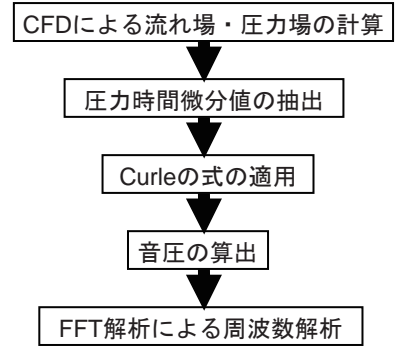 CFDによる流れ場・圧力場の計算
圧力時間微分値の抽出
Curleの式の適用
音圧の算出
FFT解析による周波数解析